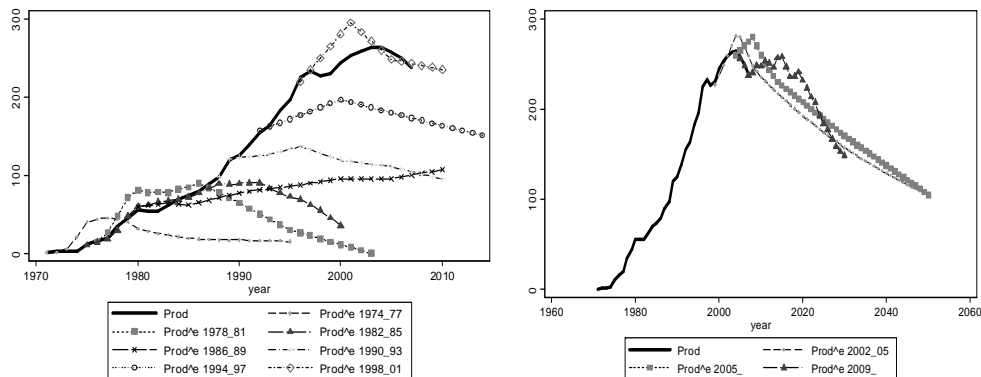 300
200
100
0
1970 1980 1990 2000 2010
year
Prod Prod^e 1974_77
Prod^e 1978_81 Prod^e 1982_85
Prod^e 1986_89 Prod^e 1990_93
Prod^e 1994_97 Prod^e 1998_01
300
200
100
0
1960 1980 2000 2020 2040 2060
year
Prod Prod^e 2002_05
Prod^e 2005_ Prod^e 2009_